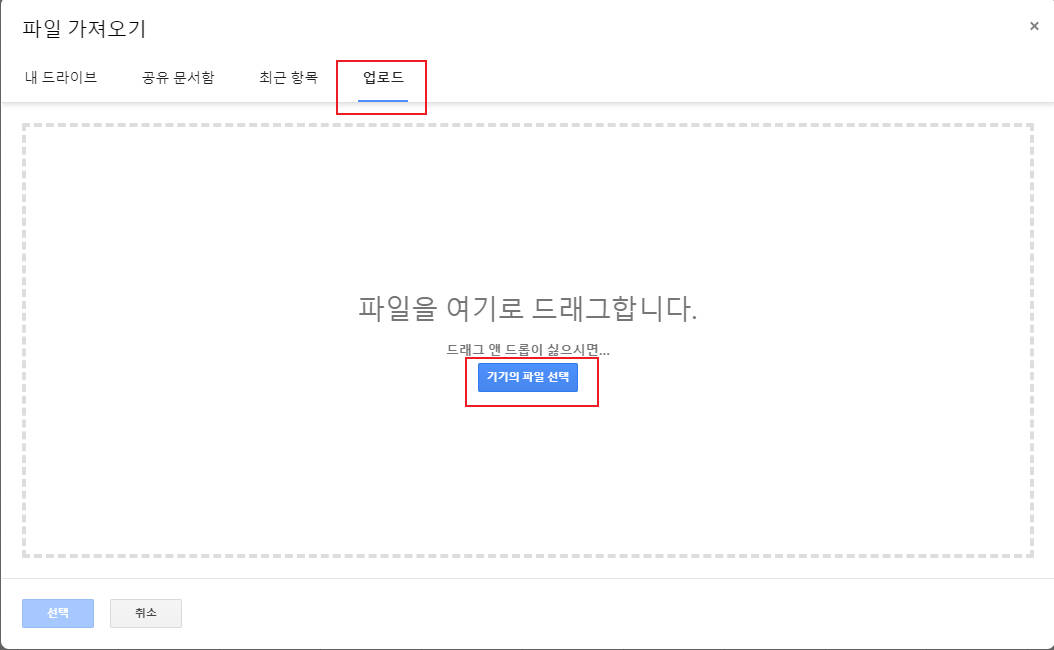 파일 가져오기
×
내 드라이브 공유 문서함 최근 항목 업로드
파일을 여기로 드래그합니다.
드래그 앤 드롭이 싫으시면...
기기의 파일 선택
선택 취소